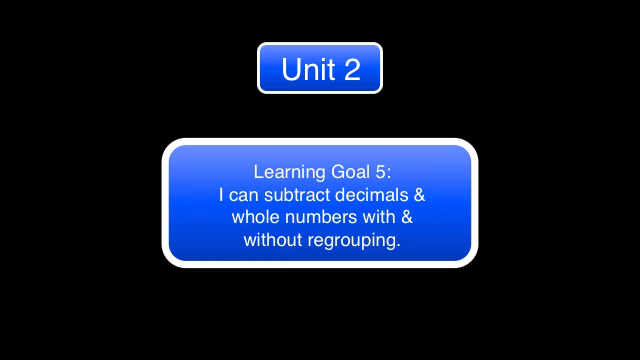 Unit 2
Learning Goal 5:
I can subtract decimals &
whole numbers with &
without regrouping.